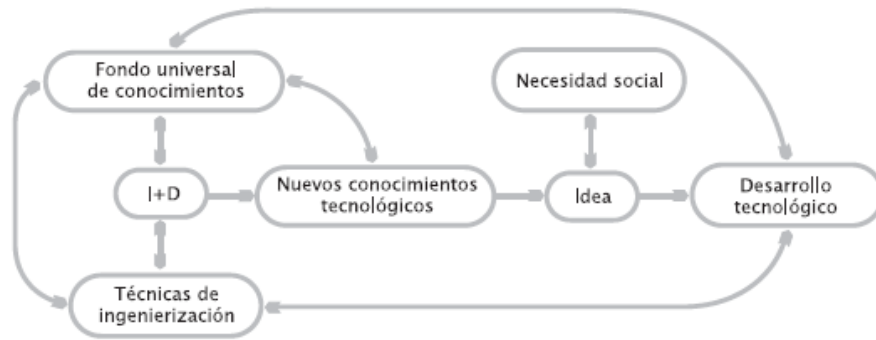 Fondo universal
de conocimientos
Necesidad social
I+D
Nuevos conocimientos
tecnológicos
Idea
Desarrollo
tecnológico
Técnicas de
ingenierización